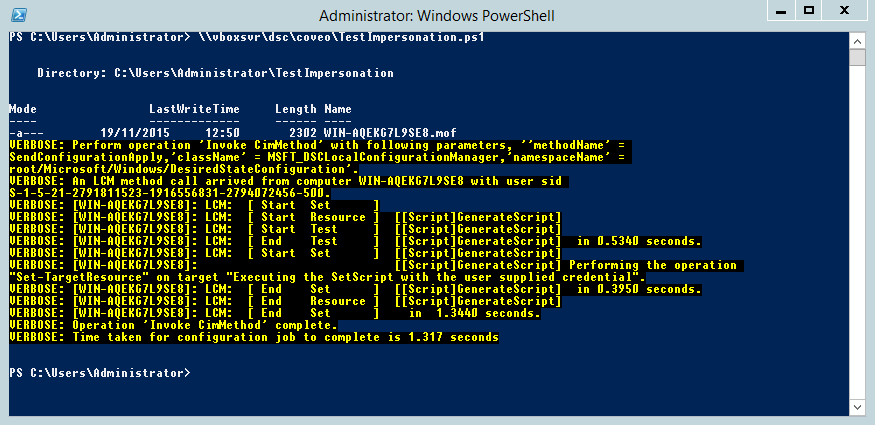 Administrator: Windows PowerShell
PS C:\Users\Administrator> \\vboxsvr\dsc\coveo\TestImpersonation.ps1
Directory: C:\Users\Administrator\TestImpersonation
Mode                LastWriteTime     Length Name
----                -------------     ------ ----
-a---        19/11/2015     12:50       2302 WIN-AQEKG7L9SE8.mof
VERBOSE: Perform operation 'Invoke CimMethod' with following parameters, ''methodName' =
SendConfigurationApply,'className' = MSFT_DSCLocalConfigurationManager,'namespaceName' =
root/Microsoft/Windows/DesiredStateConfiguration'.
VERBOSE: An LCM method call arrived from computer WIN-AQEKG7L9SE8 with user sid
S-1-5-21-2791811523-1916556831-2794072456-500.
VERBOSE: [WIN-AQEKG7L9SE8]: LCM:  [ Start  Set      ]
VERBOSE: [WIN-AQEKG7L9SE8]: LCM:  [ Start  Resource ]  [[Script]GenerateScript]
VERBOSE: [WIN-AQEKG7L9SE8]: LCM:  [ Start  Test     ]  [[Script]GenerateScript]
VERBOSE: [WIN-AQEKG7L9SE8]: LCM:  [ End    Test     ]  [[Script]GenerateScript]  in 0.5340 seconds.
VERBOSE: [WIN-AQEKG7L9SE8]: LCM:  [ Start  Set      ]  [[Script]GenerateScript]
VERBOSE: [WIN-AQEKG7L9SE8]:                            [[Script]GenerateScript] Performing the operation
"Set-TargetResource" on target "Executing the SetScript with the user supplied credential".
VERBOSE: [WIN-AQEKG7L9SE8]: LCM:  [ End    Set      ]  [[Script]GenerateScript]  in 0.3950 seconds.
VERBOSE: [WIN-AQEKG7L9SE8]: LCM:  [ End    Resource ]  [[Script]GenerateScript]
VERBOSE: [WIN-AQEKG7L9SE8]: LCM:  [ End    Set      ]    in  1.3440 seconds.
VERBOSE: Operation 'Invoke CimMethod' complete.
VERBOSE: Time taken for configuration job to complete is 1.317 seconds
PS C:\Users\Administrator>